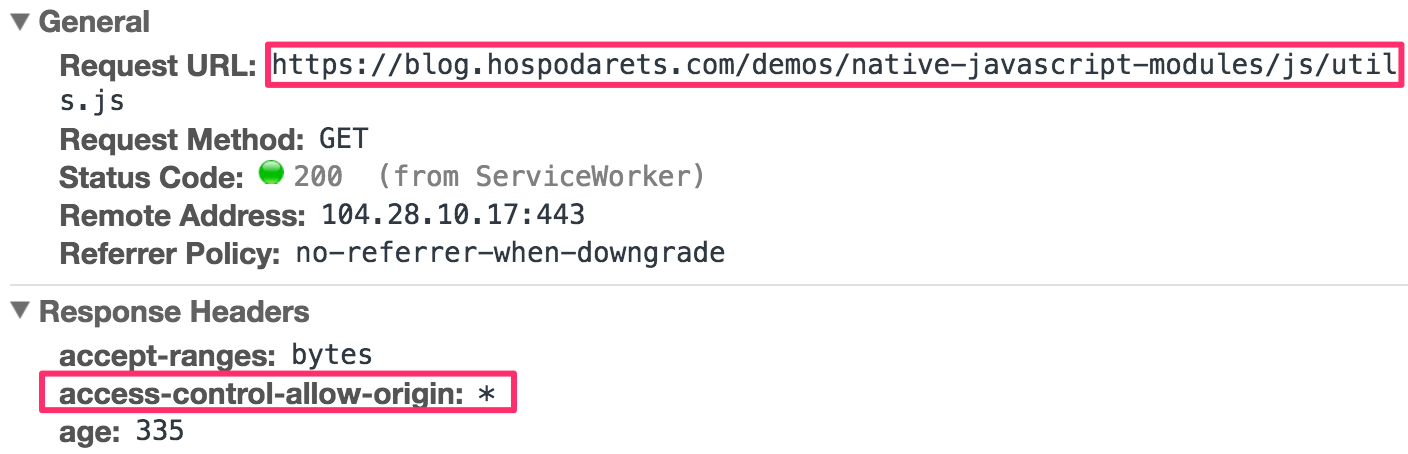 General
Request URL: https://blog.hospodarets.com/demos/native-javascript-modules/js/util
s.js
Request Method: GET
Status Code: 200 (from ServiceWorker)
Remote Address: 104.28.10.17:443
Referrer Policy: no-referrer-when-downgrade
Response Headers
accept-ranges: bytes
access-control-allow-origin: *
age: 335